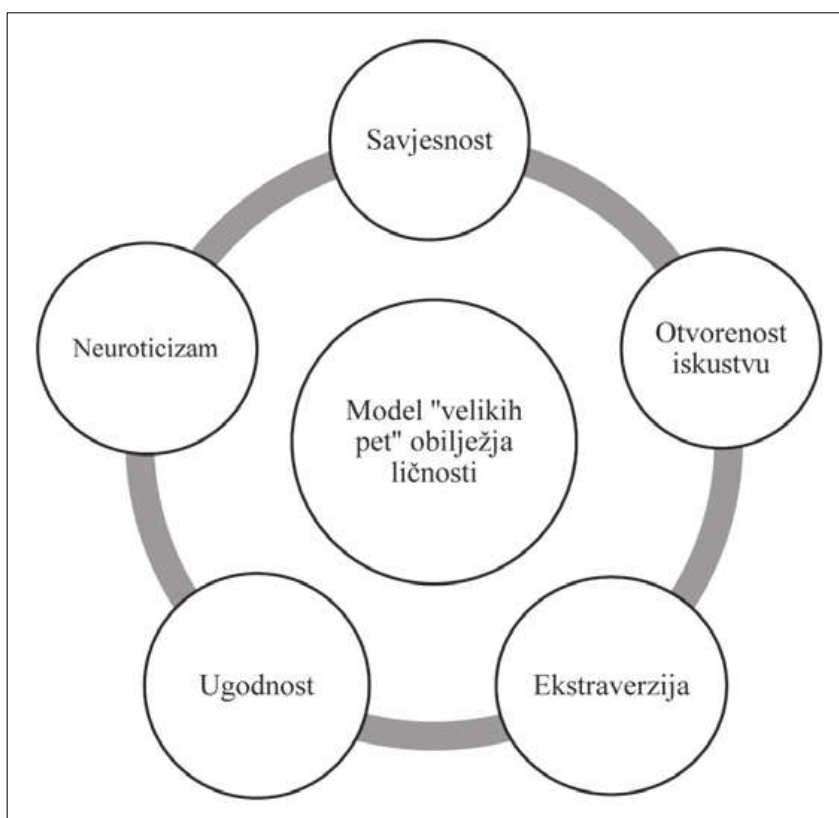 Savjesnost
Otvorenost
iskustvu
Neuroticizam
Model "velikih
pet" obilježja
ličnosti
Ugodnost
Ekstraverzija